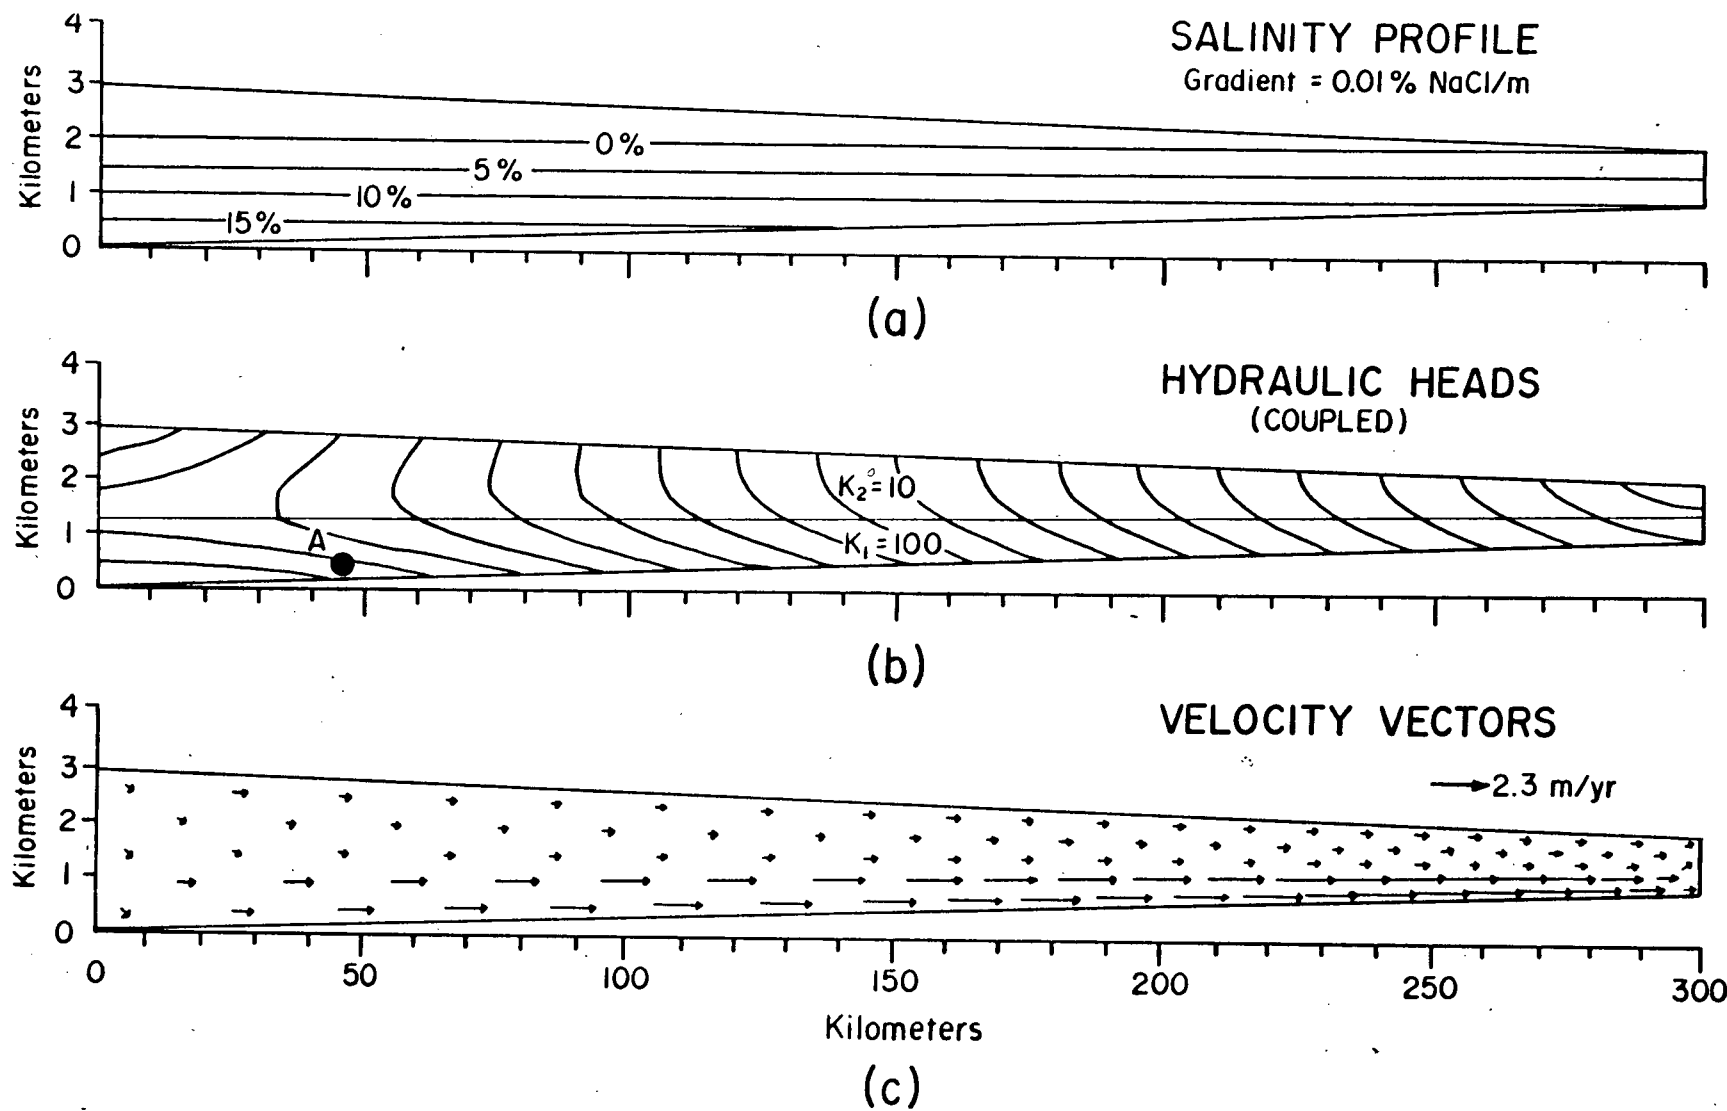 SALINITY PROFILE
Gradient = 0.01% NaCl/m
Kilometers
4
3
2
1
0
0%
5%
10%
15%
(a)
HYDRAULIC HEADS
(COUPLED)
Kilometers
4
3
2
1
0
A
K₂=10
K₁=100
(b)
VELOCITY VECTORS
2.3 m/yr
Kilometers
4
3
2
1
0
0 50 100 150 200 250 300
Kilometers
(c)